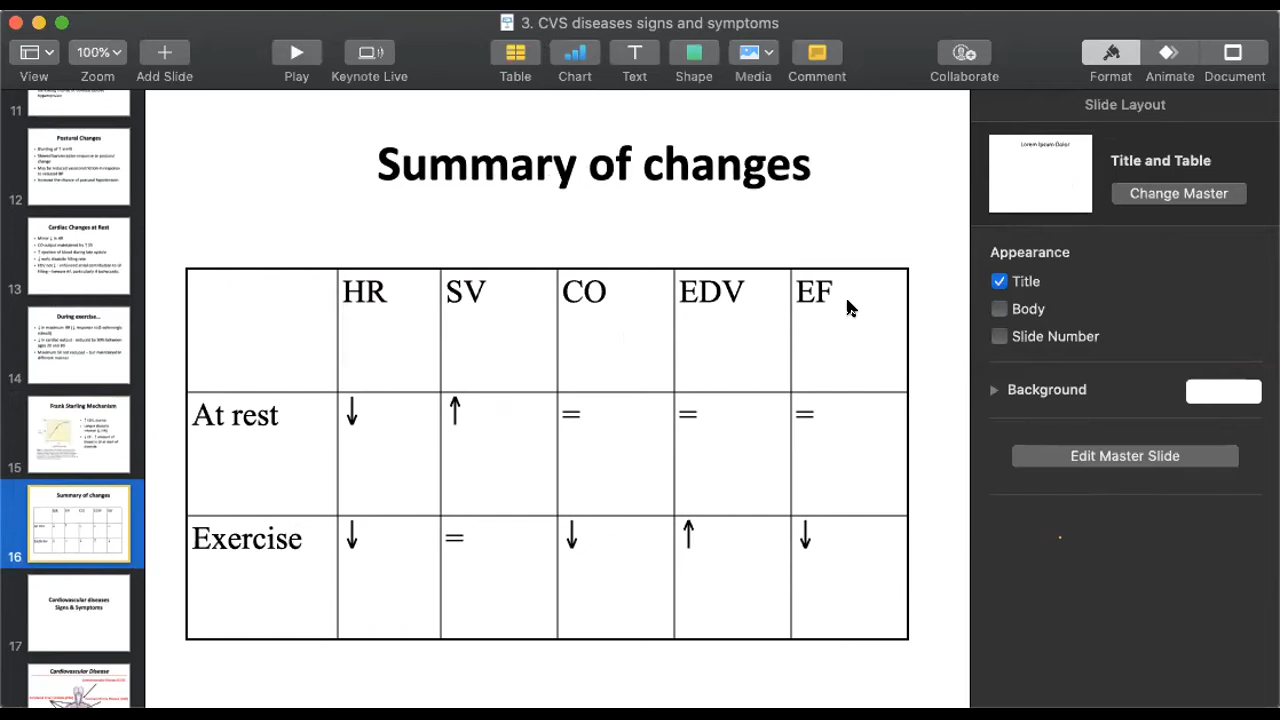 3. CVS diseases signs and symptoms
View
100%
Zoom
Add Slide
Play
Keynote Live
Table
Chart
Text
Shape
Media
Comment
Collaborate
Format
Animate
Document
11
Postural Changes
12
Cardiac Changes at Rest
13
During exercise...
14
Frank Starling Mechanism
15
Summary of changes
16
Cardiovascular diseases
Signs & Symptoms
17
Cardiovascular Disease
Summary of changes
HR SV CO EDV EF
At rest ↓ ↑ = = =
Exercise ↓ = ↓ ↑ ↓
Slide Layout
Lorem Ipsum Dolor
Title and Table
Change Master
Appearance
Title
Body
Slide Number
Background
Edit Master Slide